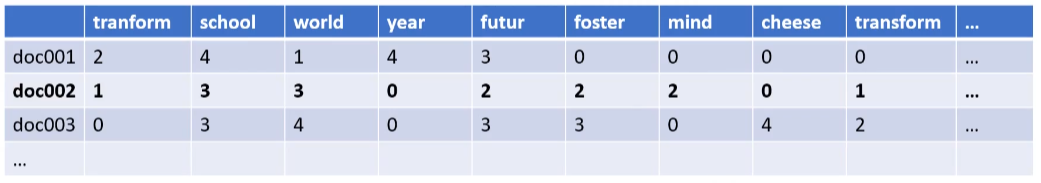 tranform school world year futur foster mind cheese transform ...
doc001 2 4 1 4 3 0 0 0 0 ...
doc002 1 3 3 0 2 2 2 0 1 ...
doc003 0 3 4 0 3 3 0 4 2 ...
...